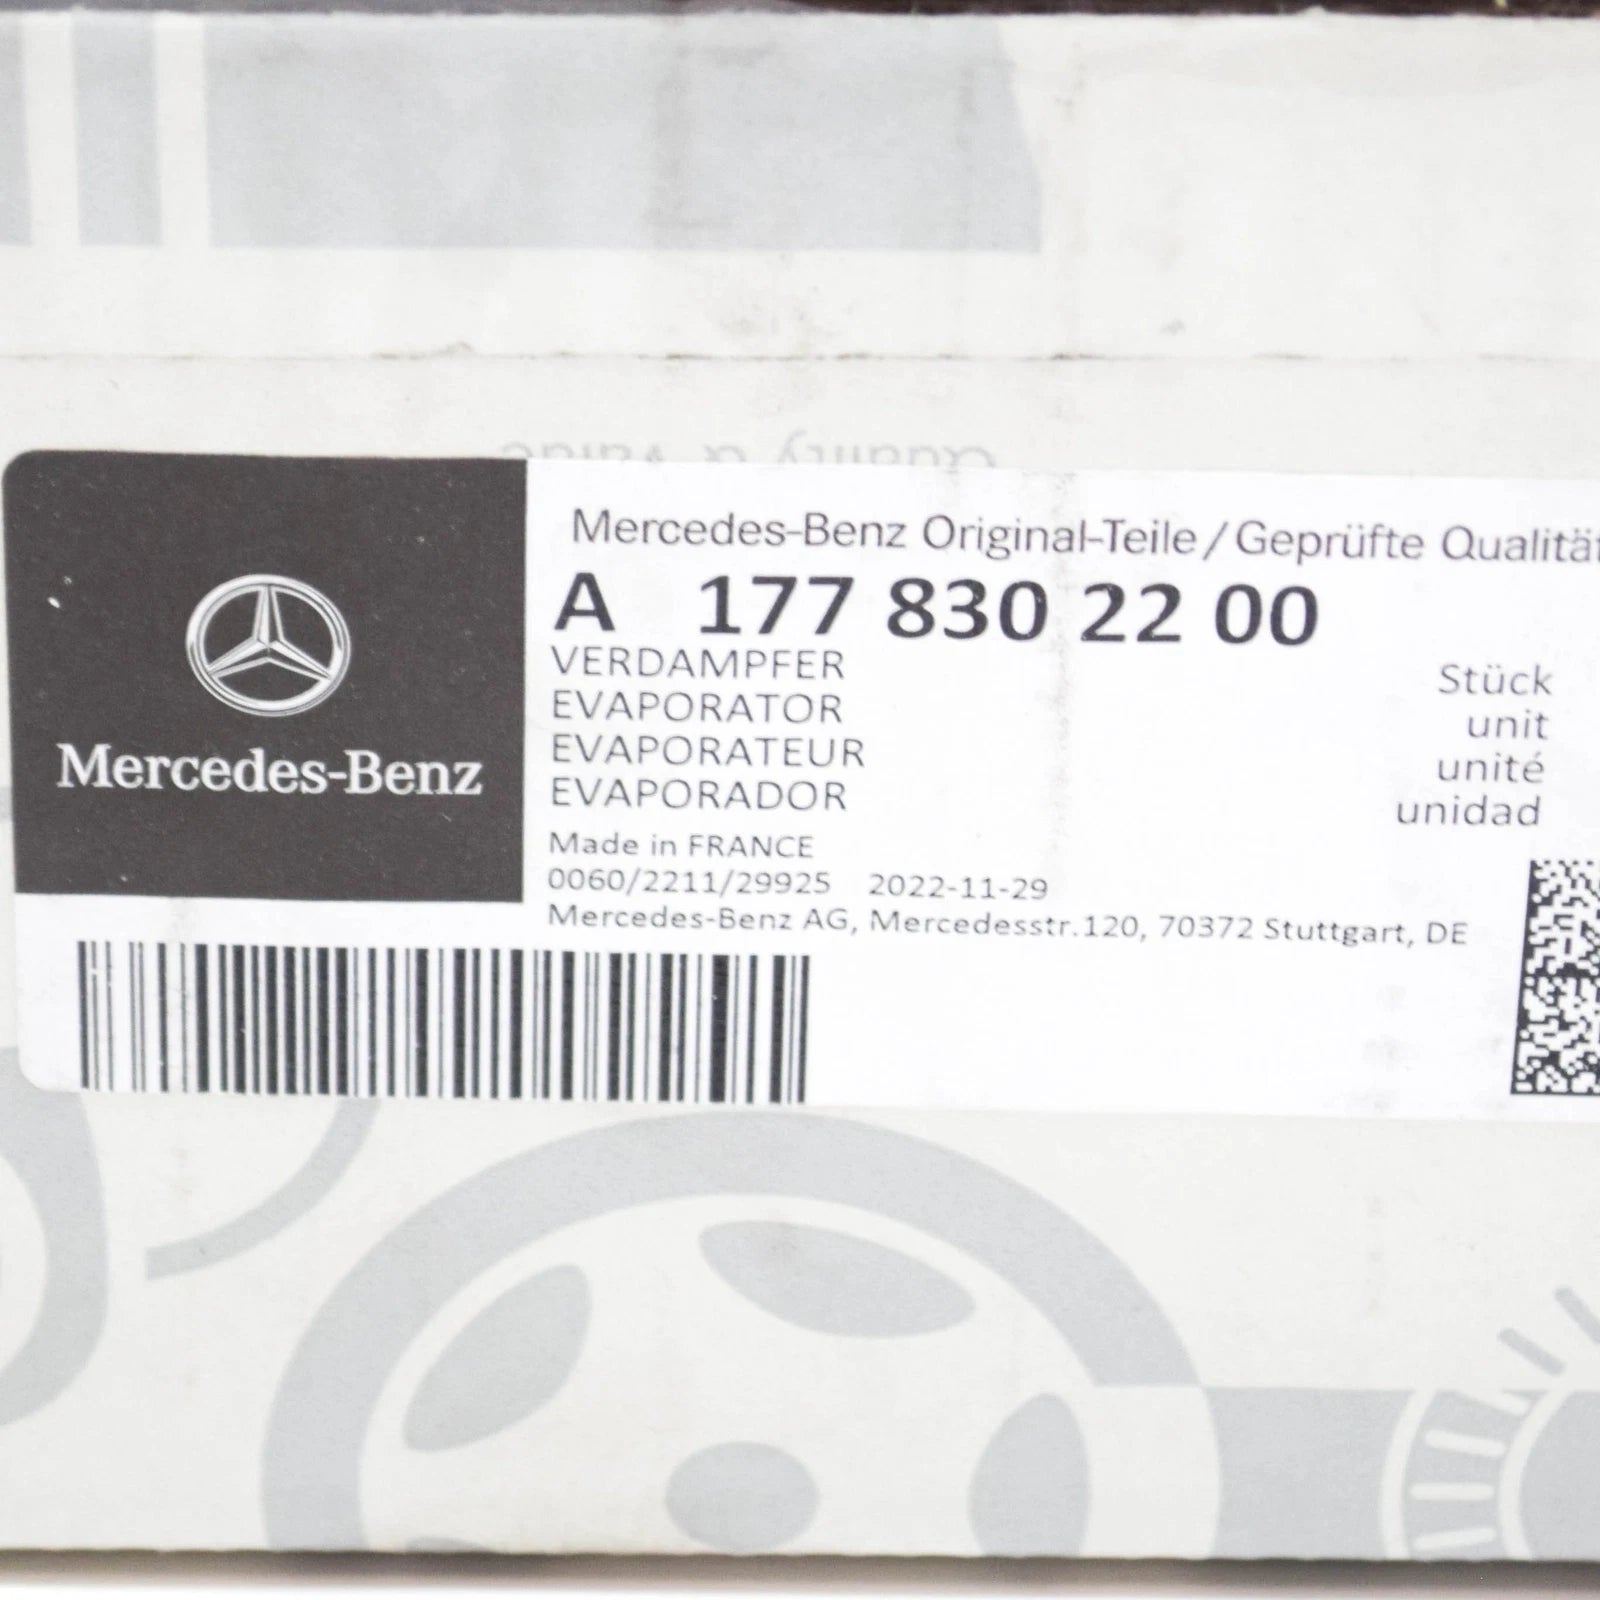 Mercedes-Benz
Mercedes-Benz Original-Teile / Geprüfte Qualität
A 177 830 22 00
VERDAMPFER
EVAPORATOR
EVAPORATEUR
EVAPORADOR
Stück
unit
unité
unidad
Made in FRANCE
0060/2211/29925 2022-11-29
Mercedes-Benz AG, Mercedesstr.120, 70372 Stuttgart, DE